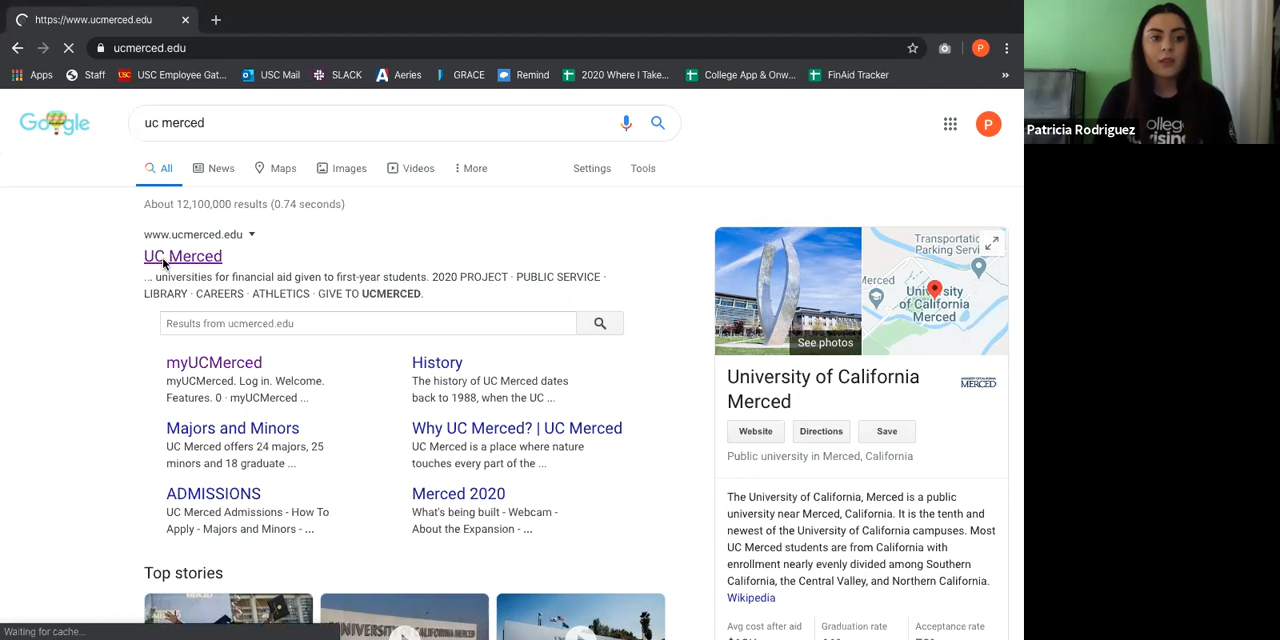 https://www.ucmerced.edu
ucmerced.edu
P
Apps
Staff
USC
USC Employee Gat...
USC Mail
SLACK
Aeries
GRACE
Remind
2020 Where I Take...
College App & Onw...
FinAid Tracker
»
Google
uc merced
P
All
News
Maps
Images
Videos
More
Settings
Tools
About 12,100,000 results (0.74 seconds)
www.ucmerced.edu
UC Merced
... universities for financial aid given to first-year students. 2020 PROJECT · PUBLIC SERVICE ·
LIBRARY · CAREERS · ATHLETICS · GIVE TO UCMERCED.
Results from ucmerced.edu
myUCMerced
myUCMerced. Log in. Welcome.
Features. 0 · myUCMerced ...
History
The history of UC Merced dates
back to 1988, when the UC ...
Majors and Minors
UC Merced offers 24 majors, 25
minors and 18 graduate ...
Why UC Merced? | UC Merced
UC Merced is a place where nature
touches every part of the ...
ADMISSIONS
UC Merced Admissions - How To
Apply - Majors and Minors - ...
Merced 2020
What's being built - Webcam -
About the Expansion - ...
Top stories
Waiting for cache...
See photos
Transportatic
Parking Servi
Merced
University
of California
Merced
University of California
Merced
MERCED
Website
Directions
Save
Public university in Merced, California
The University of California, Merced is a public
university near Merced, California. It is the tenth and
newest of the University of California campuses. Most
UC Merced students are from California with
enrollment nearly evenly divided among Southern
California, the Central Valley, and Northern California.
Wikipedia
Avg cost after aid
Graduation rate
Acceptance rate
Patricia Rodriguez